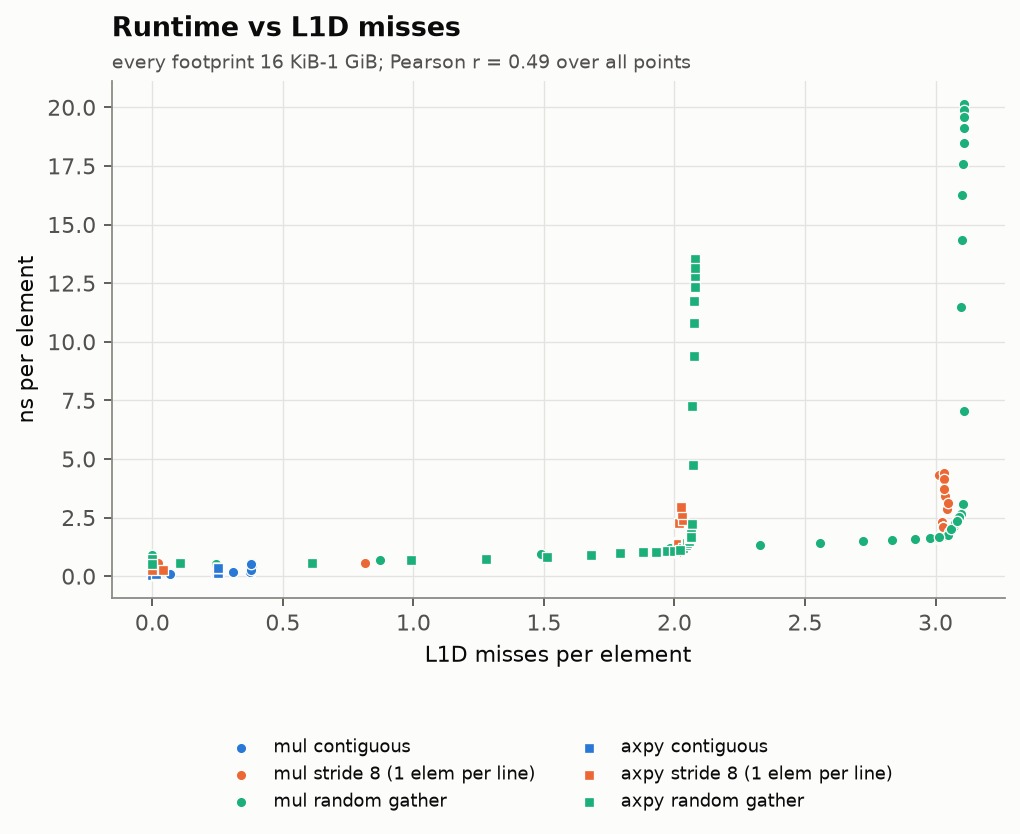 Runtime vs L1D misses
every footprint 16 KiB-1 GiB; Pearson r = 0.49 over all points
ns per element
20.0
17.5
15.0
12.5
10.0
7.5
5.0
2.5
0.0
0.0 0.5 1.0 1.5 2.0 2.5 3.0
L1D misses per element
mul contiguous
mul stride 8 (1 elem per line)
mul random gather
axpy contiguous
axpy stride 8 (1 elem per line)
axpy random gather